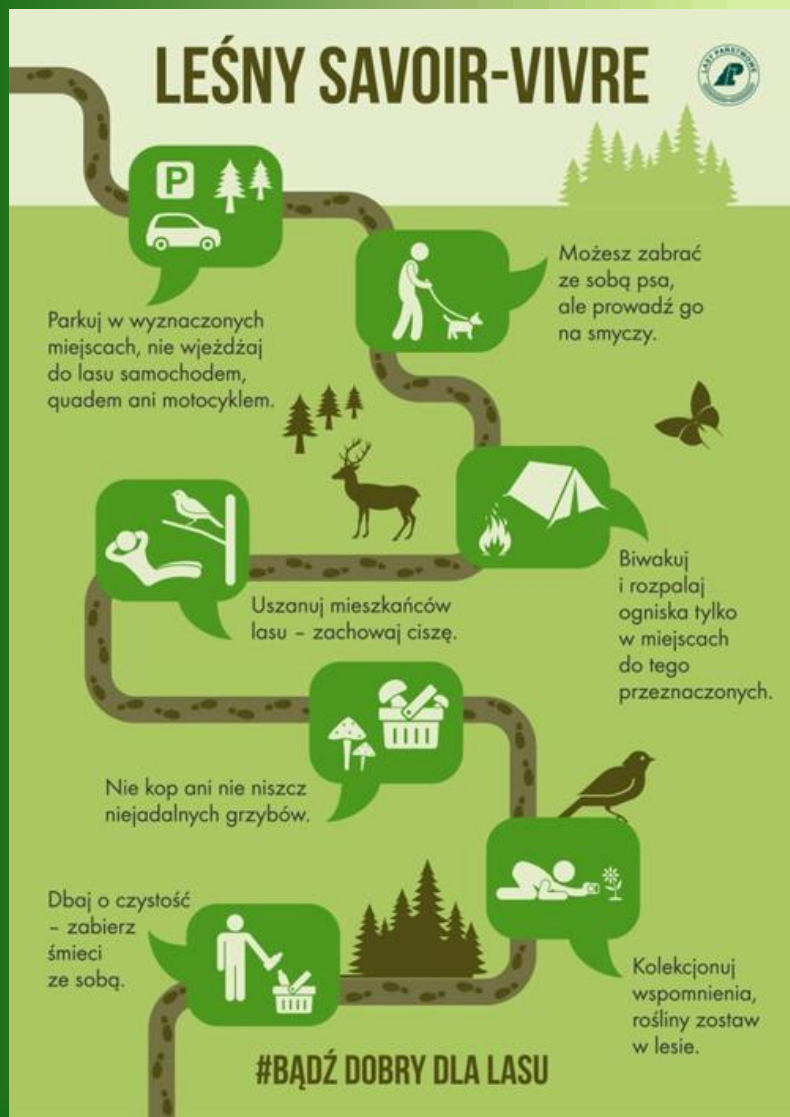 LEŚNY SAVOIR-VIVRE
LASY PAŃSTWOWE
P
Parkuj w wyznaczonych
miejscach, nie wjeżdżaj
do lasu samochodem,
quadem ani motocyklem.
Możesz zabrać
ze sobą psa,
ale prowadź go
na smyczy.
Biwakuj
i rozpalaj
ogniska tylko
w miejscach
do tego
przeznaczonych.
Uszanuj mieszkańców
lasu – zachowaj ciszę.
Nie kop ani nie niszcz
niejadalnych grzybów.
Kolekcjonuj
wspomnienia,
rośliny zostaw
w lesie.
Dbaj o czystość
– zabierz
śmieci
ze sobą.
#BĄDŹ DOBRY DLA LASU